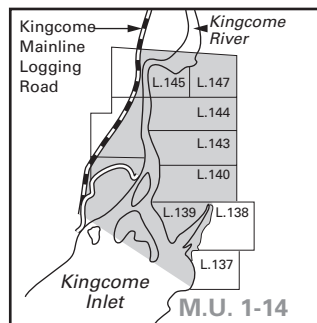 Kingcome
Mainline
Logging
Road
Kingcome
River
L.145
L.147
L.144
L.143
L.140
L.139
L.138
L.137
Kingcome
Inlet
M.U. 1-14